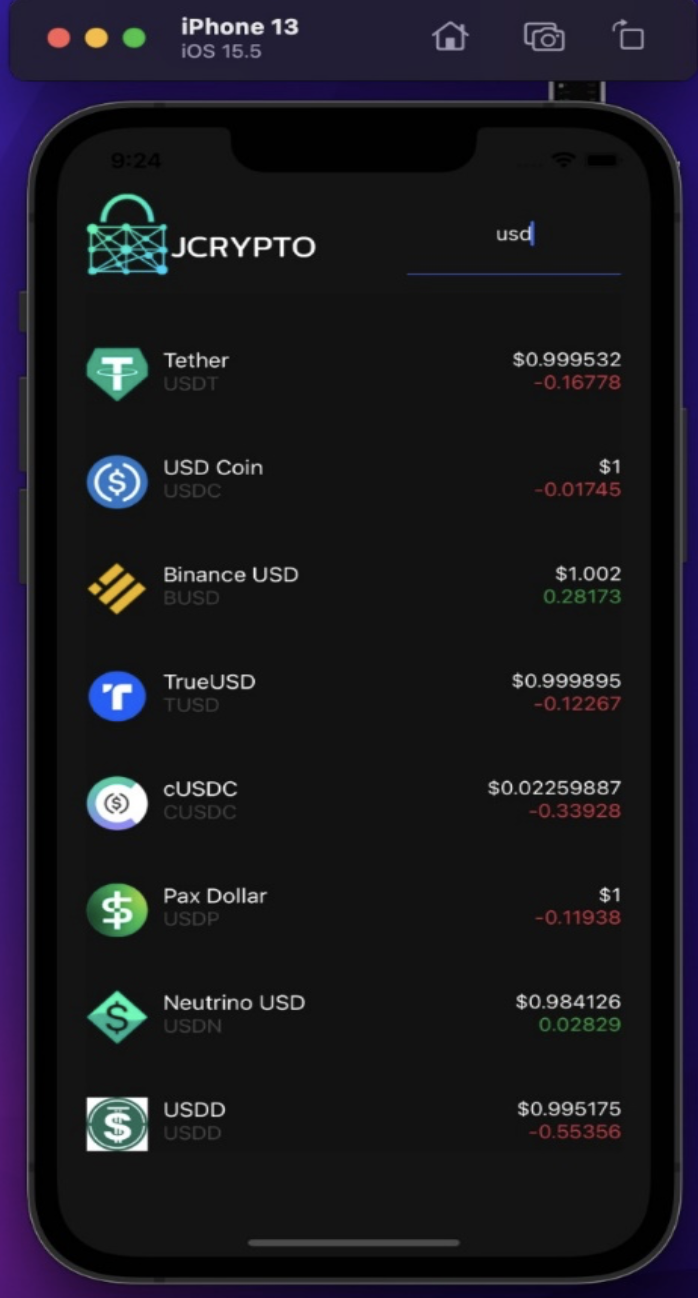 iPhone 13
iOS 15.5
9:24
JCRYPTO
usd
Tether
$0.999532
USDT
-0.16778
USD Coin
$1
USDC
-0.01745
Binance USD
$1.002
BUSD
0.28173
TrueUSD
$0.999895
TUSD
-0.12267
cUSDC
$0.02259887
CUSDC
-0.33928
Pax Dollar
$1
USDP
-0.11938
Neutrino USD
$0.984126
USDN
0.02829
USDD
$0.995175
USDD
-0.55356